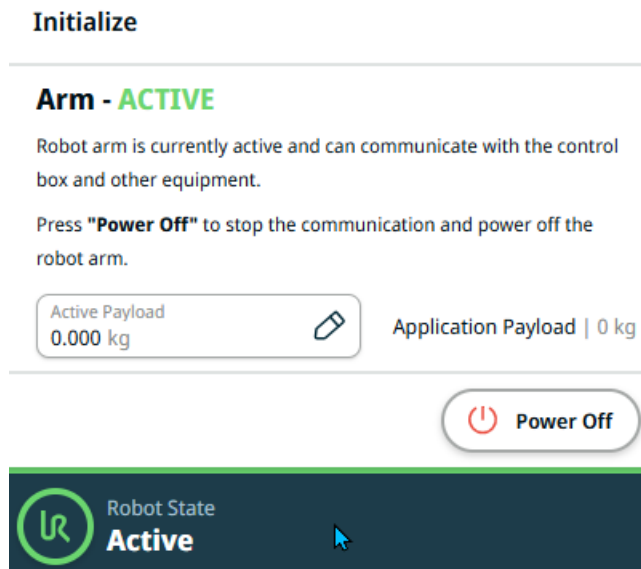 Initialize
Arm - ACTIVE
Robot arm is currently active and can communicate with the control
box and other equipment.
Press "Power Off" to stop the communication and power off the
robot arm.
Active Payload
0.000 kg
Application Payload | 0 kg
Power Off
Robot State
Active